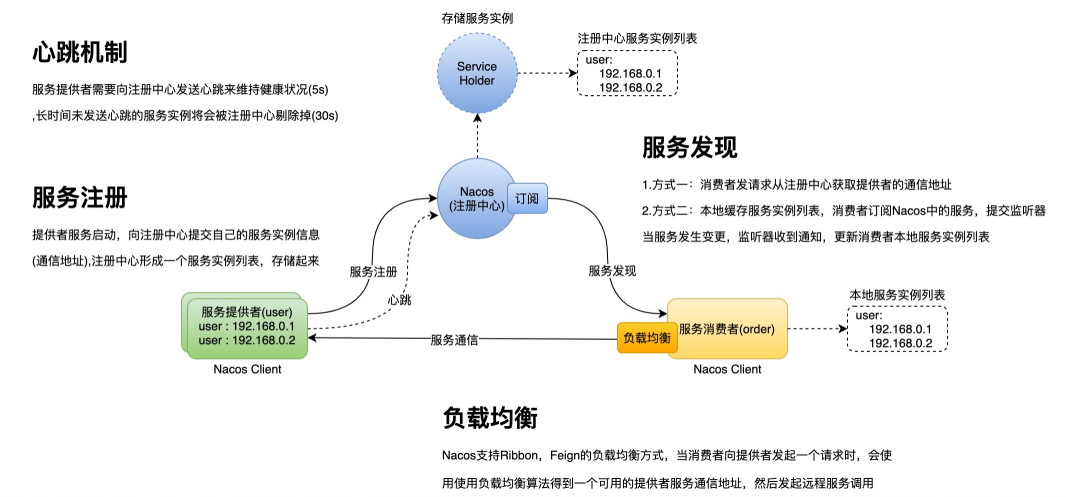 存储服务实例
Service
Holder
注册中心服务实例列表
user:
192.168.0.1
192.168.0.2
心跳机制
服务提供者需要向注册中心发送心跳来维持健康状况(5s)
,长时间未发送心跳的服务实例将会被注册中心剔除掉(30s)
服务发现
1.方式一：消费者发请求从注册中心获取提供者的通信地址
2.方式二：本地缓存服务实例列表，消费者订阅Nacos中的服务，提交监听器
当服务发生变更，监听器收到通知，更新消费者本地服务实例列表
服务注册
提供者服务启动，向注册中心提交自己的服务实例信息
(通信地址),注册中心形成一个服务实例列表，存储起来
Nacos
(注册中心)
订阅
服务注册
心跳
服务发现
服务提供者(user)
user : 192.168.0.1
user : 192.168.0.2
Nacos Client
服务通信
负载均衡
服务消费者(order)
Nacos Client
本地服务实例列表
user:
192.168.0.1
192.168.0.2
负载均衡
Nacos支持Ribbon，Feign的负载均衡方式，当消费者向提供者发起一个请求时，会使
用使用负载均衡算法得到一个可用的提供者服务通信地址，然后发起远程服务调用